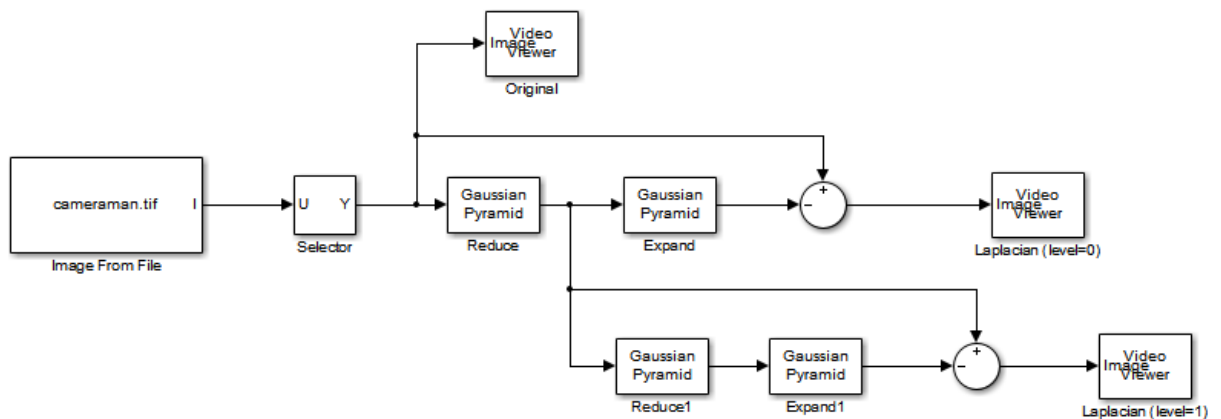 Video
Image
Viewer
Original
cameraman.tif I
Image From File
U Y
Selector
Gaussian
Pyramid
Reduce
Gaussian
Pyramid
Expand
+
−
Video
Image
Viewer
Laplacian (level=0)
Gaussian
Pyramid
Reduce1
Gaussian
Pyramid
Expand1
+
−
Video
Image
Viewer
Laplacian (level=1)